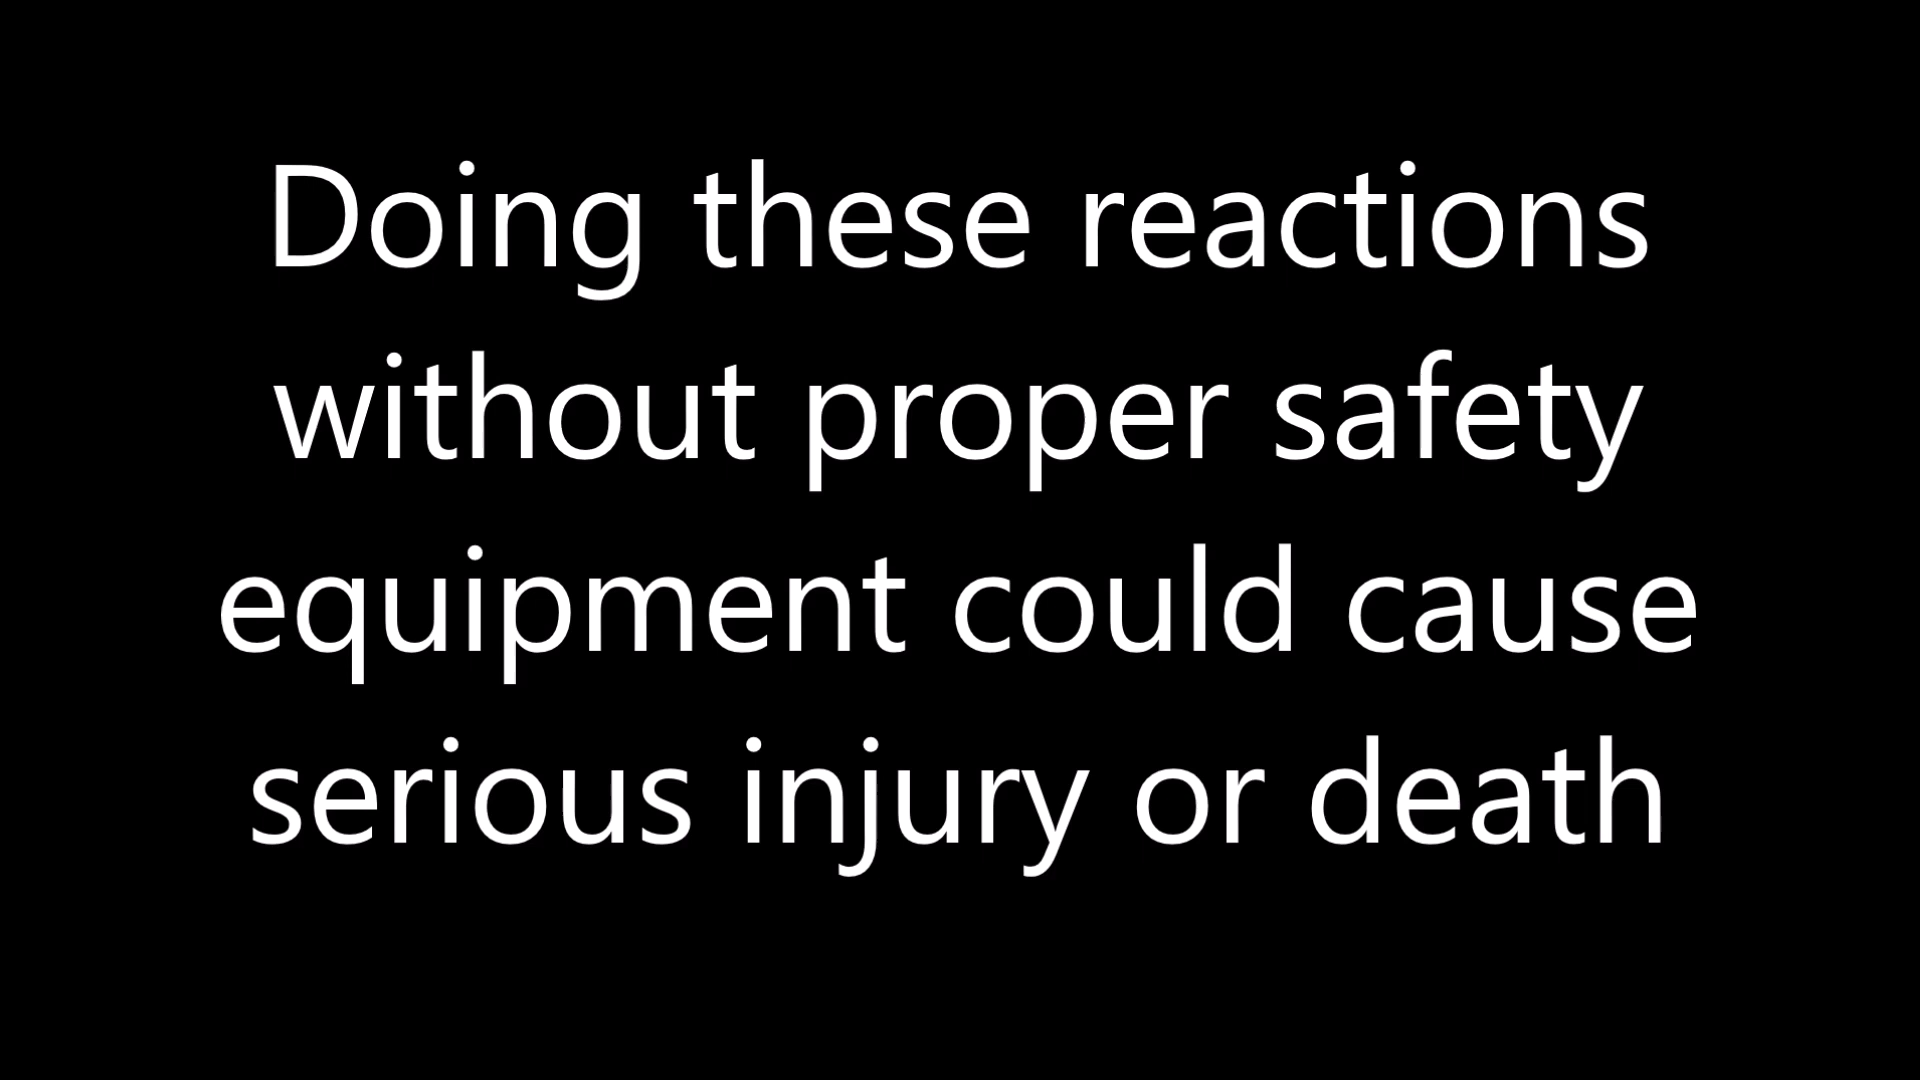 Doing these reactions
without proper safety
equipment could cause
serious injury or death